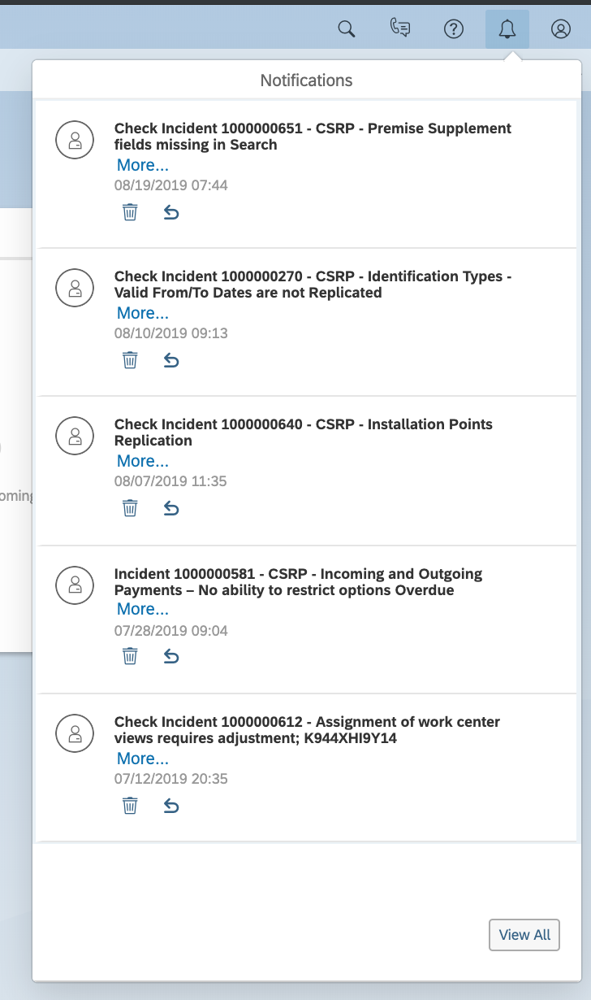 Notifications
Check Incident 1000000651 - CSRP - Premise Supplement
fields missing in Search
More...
08/19/2019 07:44
Check Incident 1000000270 - CSRP - Identification Types -
Valid From/To Dates are not Replicated
More...
08/10/2019 09:13
Check Incident 1000000640 - CSRP - Installation Points
Replication
More...
08/07/2019 11:35
oming
Incident 1000000581 - CSRP - Incoming and Outgoing
Payments – No ability to restrict options Overdue
More...
07/28/2019 09:04
Check Incident 1000000612 - Assignment of work center
views requires adjustment; K944XHI9Y14
More...
07/12/2019 20:35
View All